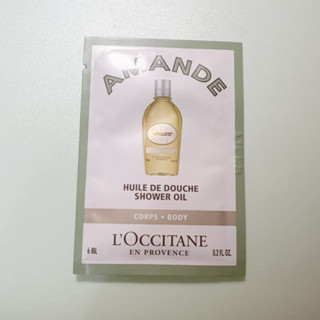 AMANDE
HUILE DE DOUCHE
SHOWER OIL
CORPS • BODY
L'OCCITANE
EN PROVENCE
6 ML 0.2 FL. OZ.